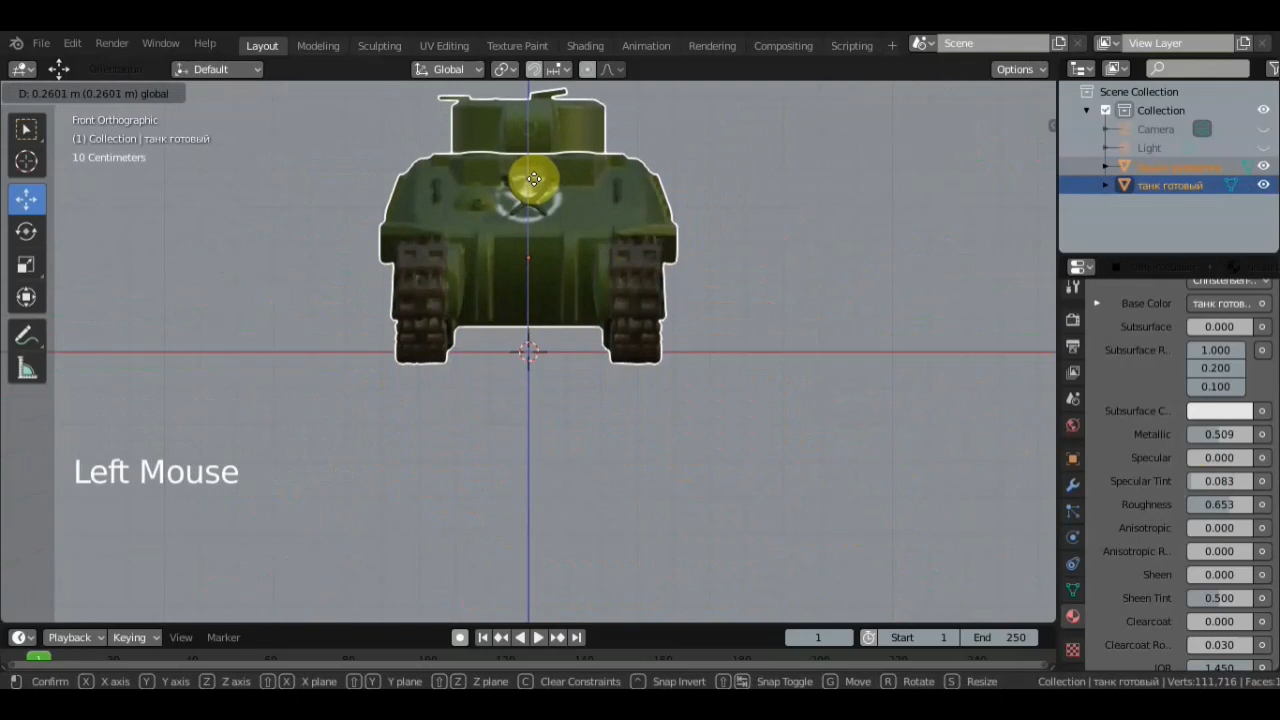 File Edit Render Window Help Layout Modeling Sculpting UV Editing Texture Paint Shading Animation Rendering Compositing Scripting + Scene View Layer
Default Global Options
D: 0.2601 m (0.2601 m) global
Scene Collection
Front Orthographic
Collection
(1) Collection | танк готовый
Camera
10 Centimeters
Light
танк готовый
Base Color танк готов..
Subsurface 0.000
Subsurface R.. 1.000
0.200
0.100
Subsurface C..
Metallic 0.509
Specular 0.000
Left Mouse
Specular Tint 0.083
Roughness 0.653
Anisotropic 0.000
Anisotropic R.. 0.000
Sheen 0.000
Sheen Tint 0.500
Clearcoat 0.000
Playback Keying View Marker 1 Start 1 End 250
Clearcoat Ro.. 0.030
IOR 1.450
Confirm X X axis Y Y axis Z Z axis X X plane Y Y plane Z Z plane C Clear Constraints ^ Snap Invert Snap Toggle G Move R Rotate S Resize Collection | танк готовый | Verts:111,716 | Faces:1